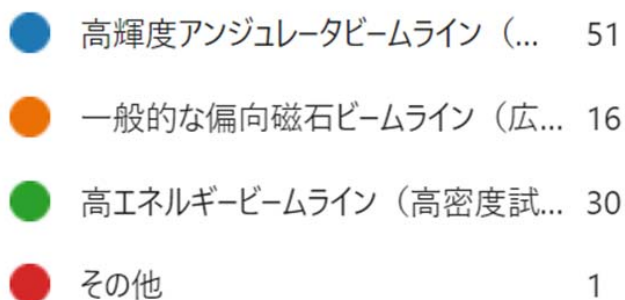 高輝度アンジュレータビームライン（... 51
一般的な偏向磁石ビームライン（広... 16
高エネルギービームライン（高密度試... 30
その他 1